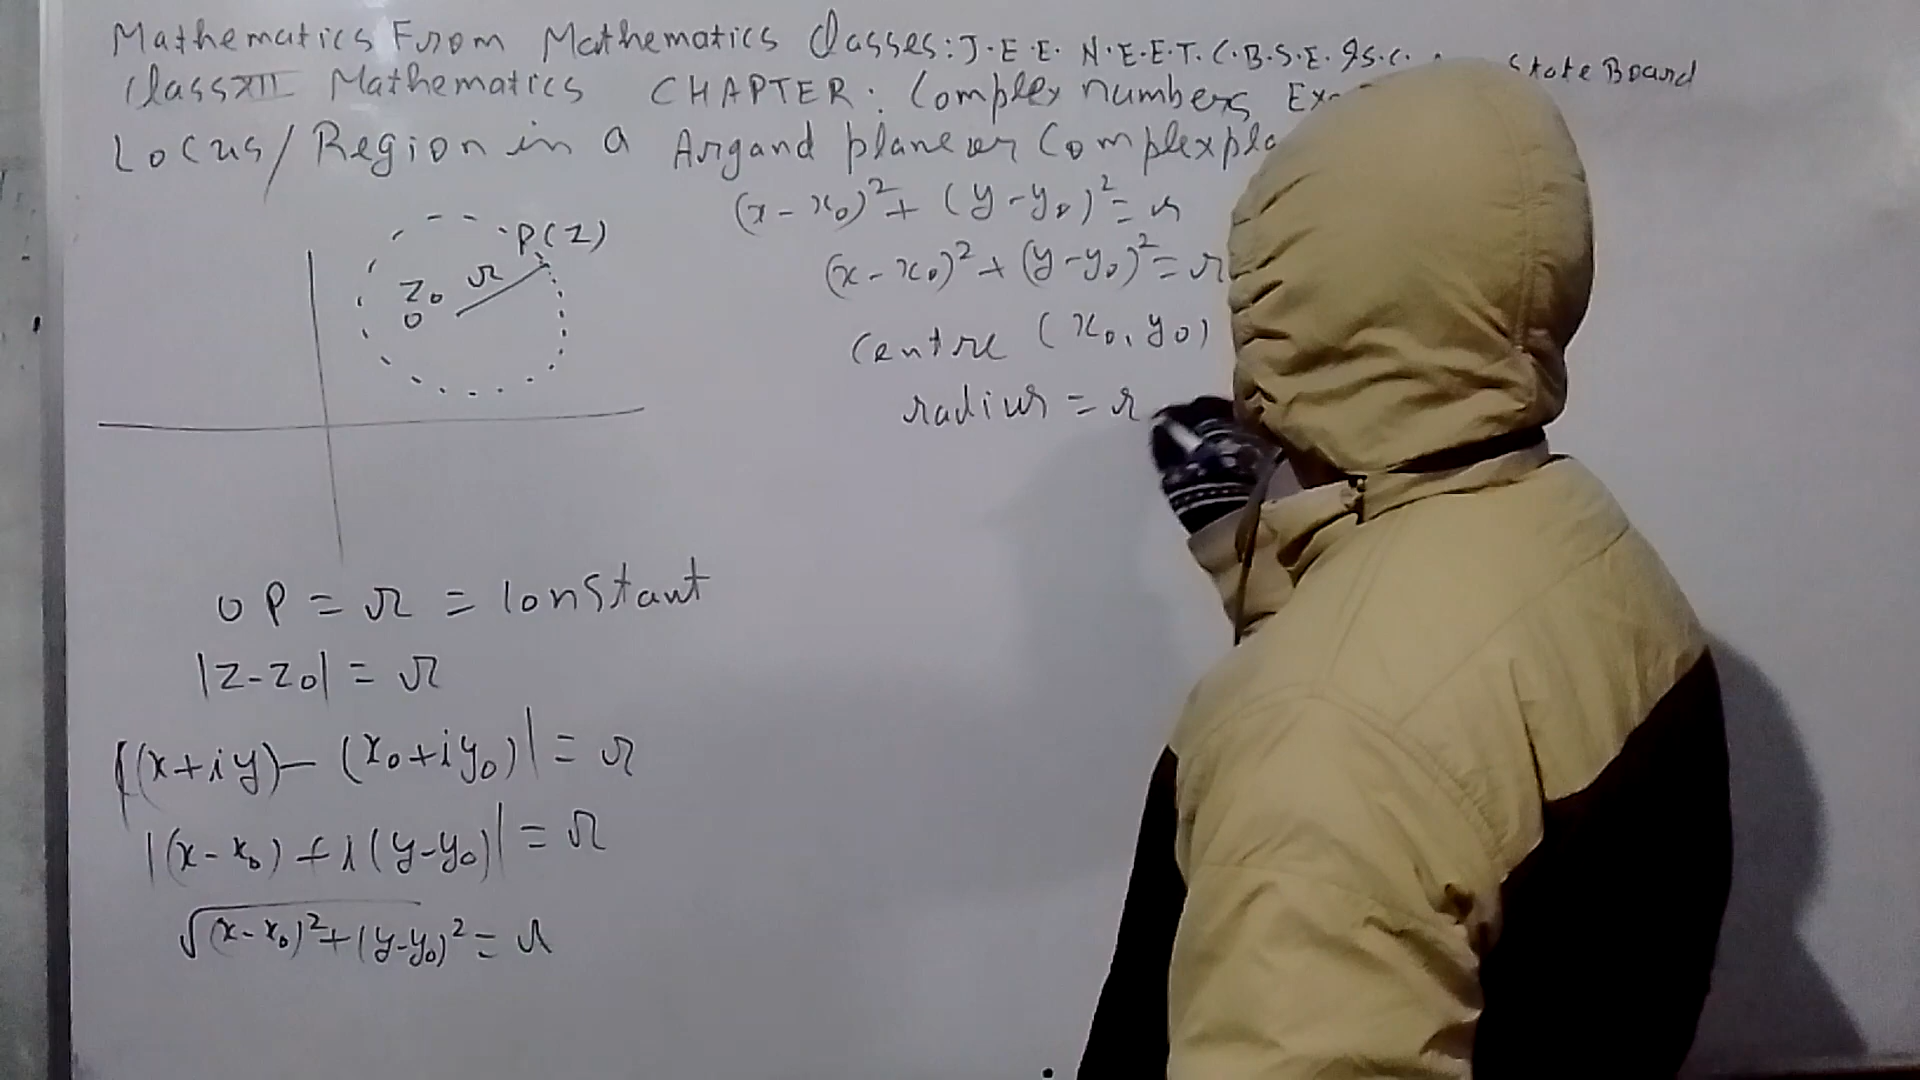 Mathematics From Mathematics Classes: J.E.E. N.E.E.T. C.B.S.E. I.S.C. State Board
Class XII Mathematics CHAPTER: Complex numbers
Locus/Region in a Argand plane or Complex
P(z)
z₀ r
O
OP = r = constant
|z-z₀| = r
|(x+iy)-(x₀+iy₀)| = r
|(x-x₀)+i(y-y₀)| = r
√(x-x₀)²+(y-y₀)² = r
(x-x₀)²+(y-y₀)² = r
(x-x₀)²+(y-y₀)² = r
Centre (x₀,y₀)
radius = r